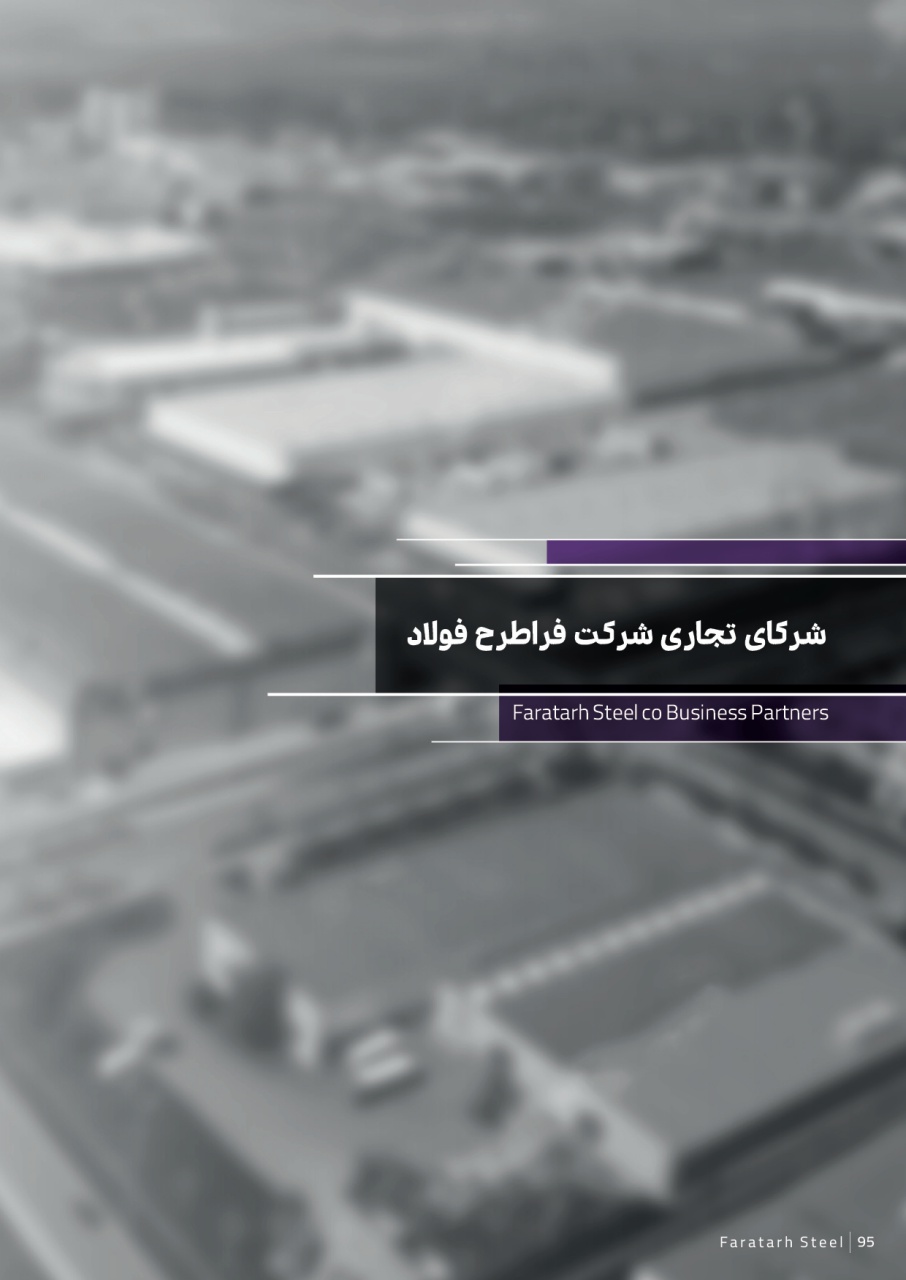 شرکای تجاری شرکت فراطرح فولاد
Faratarh Steel co Business Partners
Faratarh Steel | 95